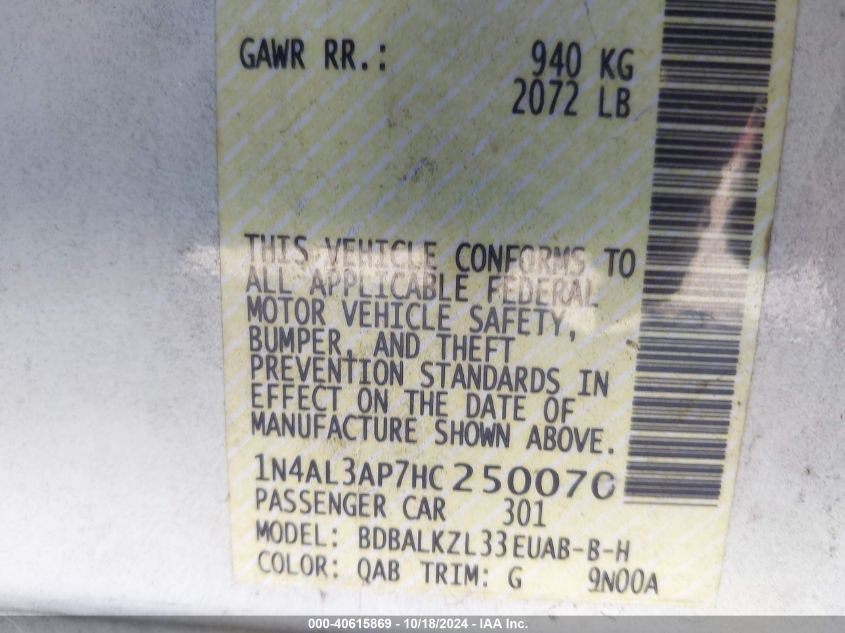 GAWR RR.: 940 KG
2072 LB
THIS VEHICLE CONFORMS TO
ALL APPLICABLE FEDERAL
MOTOR VEHICLE SAFETY,
BUMPER, AND THEFT
PREVENTION STANDARDS IN
EFFECT ON THE DATE OF
MANUFACTURE SHOWN ABOVE.
1N4AL3AP7HC250070
PASSENGER CAR 301
MODEL: BDBALKZL33EUAB-B-H
COLOR: QAB TRIM: G 9N00A
000-40615869 - 10/18/2024 - IAA Inc.